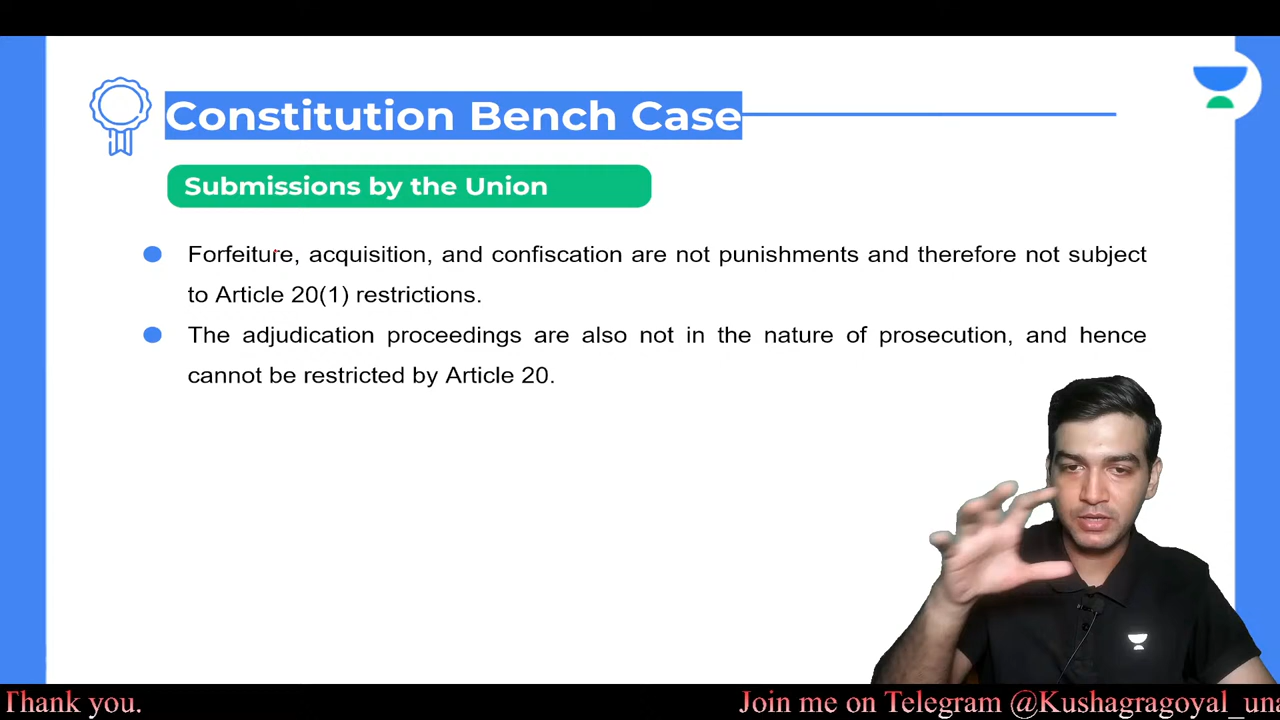 Constitution Bench Case
Submissions by the Union
Forfeiture, acquisition, and confiscation are not punishments and therefore not subject
to Article 20(1) restrictions.
The adjudication proceedings are also not in the nature of prosecution, and hence
cannot be restricted by Article 20.
Thank you.
Join me on Telegram @Kushagragoyal_una